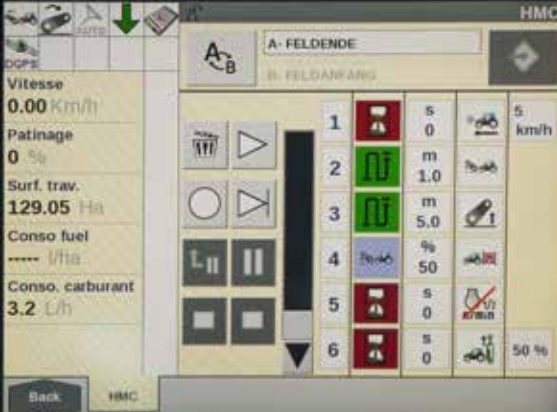 HMC
AUTO
DGPS
A- FELDENDE
A B
B- FELDANFANG
Vitesse
0.00 Km/h
Patinage
0 %
Surf. trav.
129.05 Ha
Conso fuel
----- l/ha
Conso. carburant
3.2 L/h
1 s 0 5 km/h
2 m 1.0
3 m 5.0
4 % 50
5 s 0
6 s 0 50 %
Back HMC